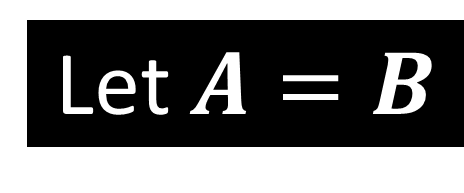 Let A = B